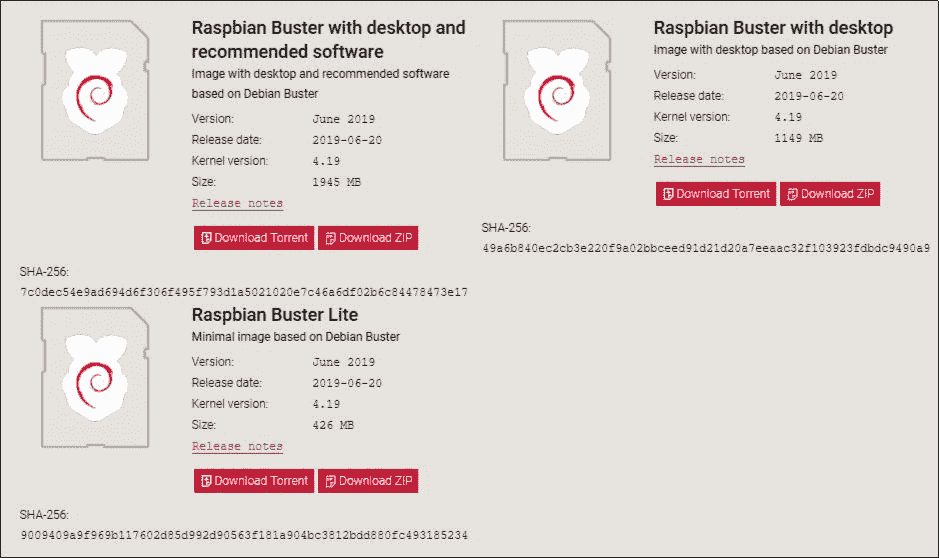 Raspbian Buster with desktop and
recommended software
Image with desktop and recommended software
based on Debian Buster
Version: June 2019
Release date: 2019-06-20
Kernel version: 4.19
Size: 1945 MB
Release notes
Download Torrent Download ZIP
SHA-256:
7c0dec54e9ad694d6f306f495f793d1a5021020e7c46a6df02b6c84478473e17
Raspbian Buster with desktop
Image with desktop based on Debian Buster
Version: June 2019
Release date: 2019-06-20
Kernel version: 4.19
Size: 1149 MB
Release notes
Download Torrent Download ZIP
SHA-256:
49a6b840ec2cb3e220f9a02bbceed91d21d20a7eeaac32f103923fdbdc9490a9
Raspbian Buster Lite
Minimal image based on Debian Buster
Version: June 2019
Release date: 2019-06-20
Kernel version: 4.19
Size: 426 MB
Release notes
Download Torrent Download ZIP
SHA-256:
9009409a9f969b117602d85d992d90563f181a904bc3812bdd880fc493185234